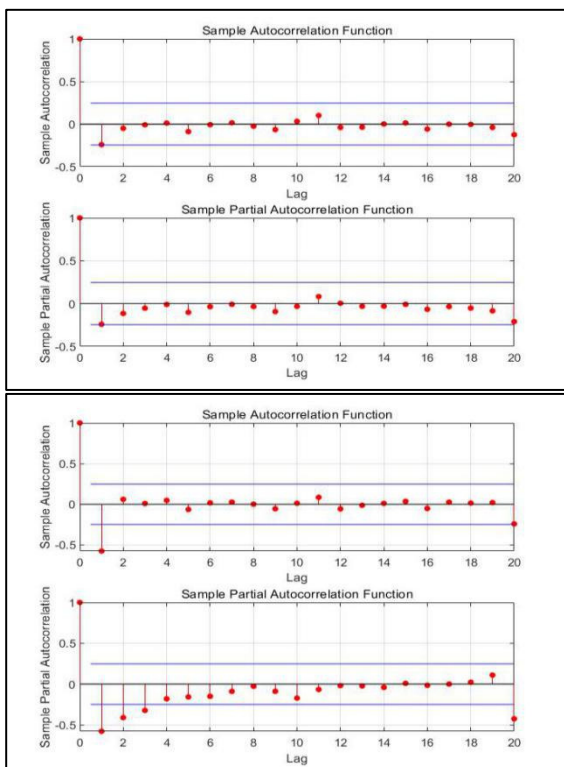 Sample Autocorrelation Function
Sample Autocorrelation
1
0.5
0
-0.5
0 2 4 6 8 10 12 14 16 18 20
Lag
Sample Partial Autocorrelation Function
Sample Partial Autocorrelation
1
0.5
0
-0.5
0 2 4 6 8 10 12 14 16 18 20
Lag
Sample Autocorrelation Function
Sample Autocorrelation
1
0.5
0
-0.5
0 2 4 6 8 10 12 14 16 18 20
Lag
Sample Partial Autocorrelation Function
Sample Partial Autocorrelation
1
0.5
0
-0.5
0 2 4 6 8 10 12 14 16 18 20
Lag